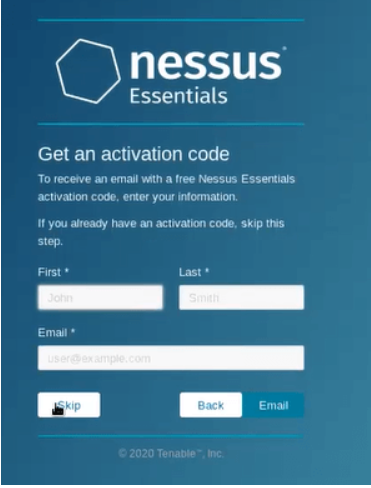 nessus®
Essentials
Get an activation code
To receive an email with a free Nessus Essentials
activation code, enter your information.
If you already have an activation code, skip this
step.
First * Last *
John Smith
Email *
user@example.com
Skip Back Email
© 2020 Tenable™, Inc.